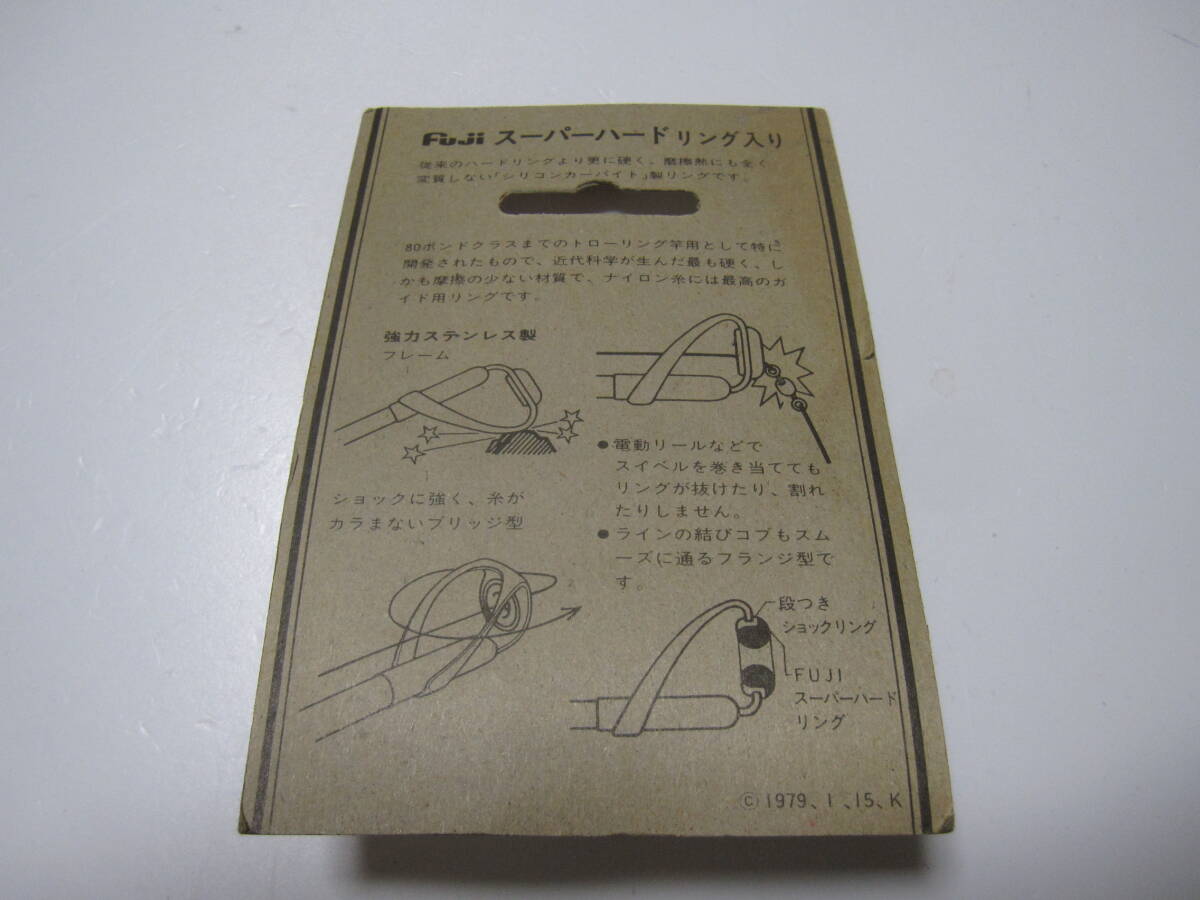 Fuji スーパーハードリング入り
従来のハードリングより更に硬く、磨擦熱にも全く
変質しない「シリコンカーバイト」製リングです。
80ポンドクラスまでのトローリング竿用として特に
開発されたもので、近代科学が生んだ最も硬く、し
かも摩擦の少ない材質で、ナイロン糸には最高のガ
イド用リングです。
強力ステンレス製
フレーム
ショックに強く、糸が
カラまないブリッジ型
●電動リールなどで
スイベルを巻き当てても
リングが抜けたり、割れ
たりしません。
●ラインの結びコブもスム
ーズに通るフランジ型で
す。
段つき
ショックリング
FUJI
スーパーハード
リング
©1979、1、15、K